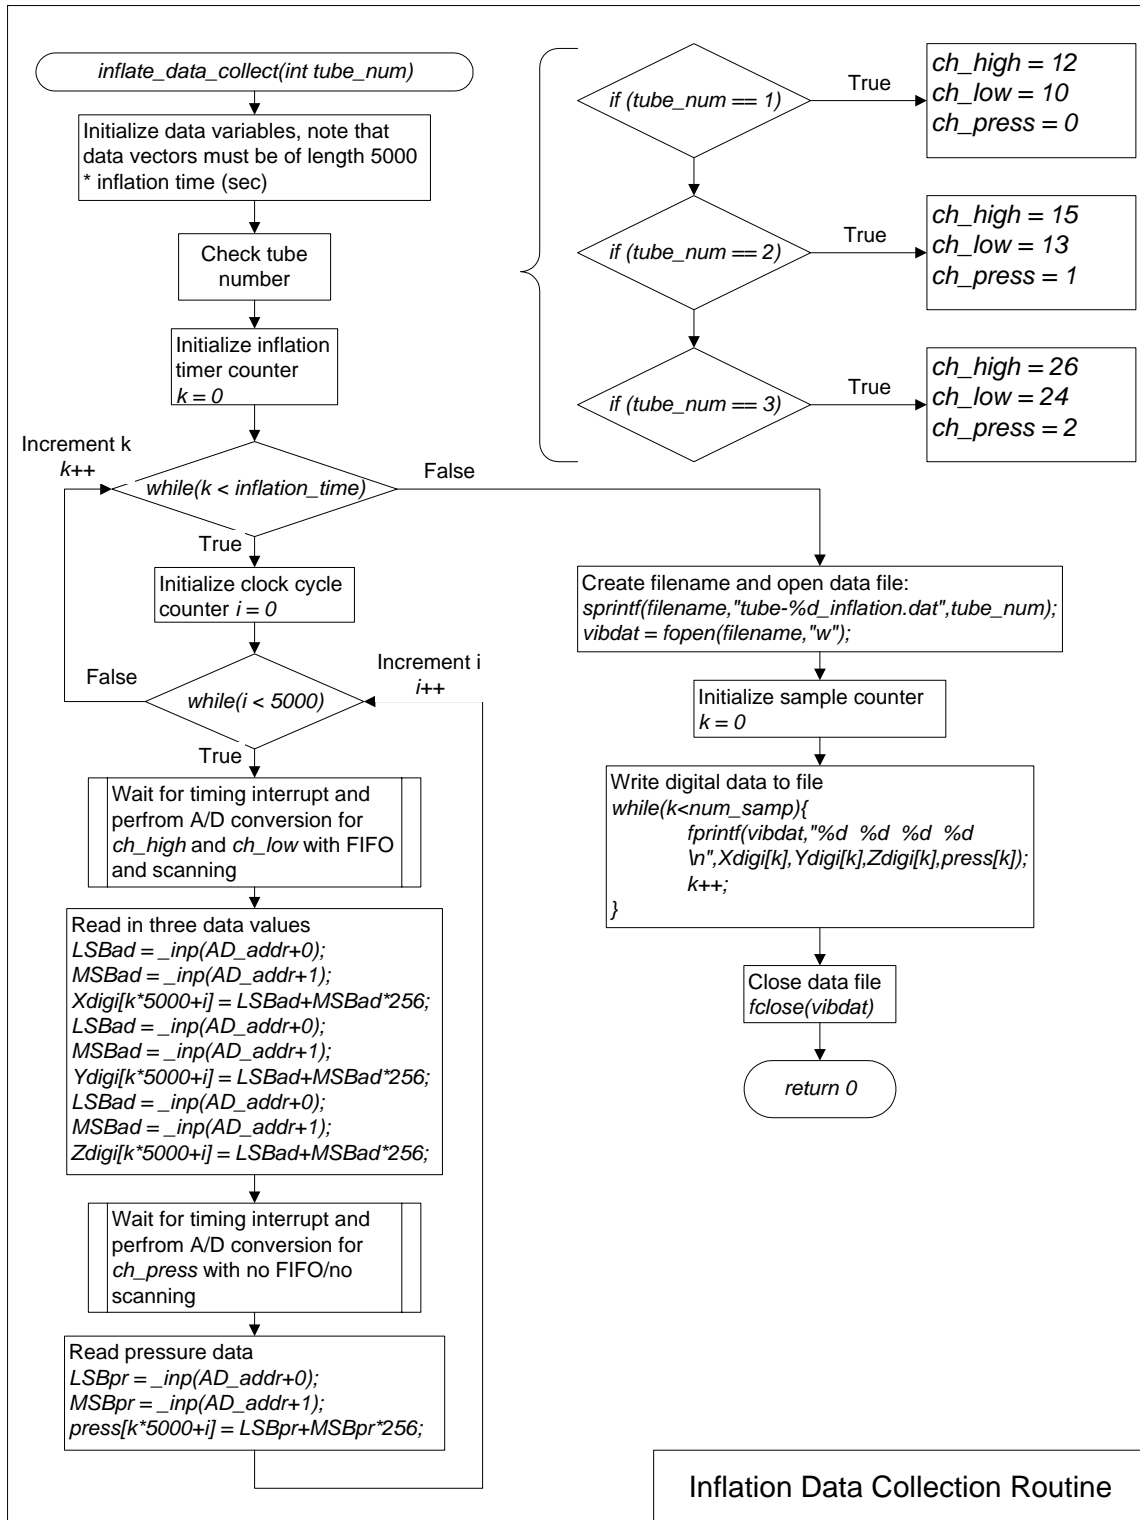 inflate_data_collect(int tube_num)
Initialize data variables, note that
data vectors must be of length 5000
* inflation time (sec)
Check tube
number
Initialize inflation
timer counter
k = 0
Increment k
k++
while(k < inflation_time)
False
True
Initialize clock cycle
counter i = 0
Increment i
i++
False
while(i < 5000)
True
Wait for timing interrupt and
perfrom A/D conversion for
ch_high and ch_low with FIFO
and scanning
Read in three data values
LSBad = _inp(AD_addr+0);
MSBad = _inp(AD_addr+1);
Xdigi[k*5000+i] = LSBad+MSBad*256;
LSBad = _inp(AD_addr+0);
MSBad = _inp(AD_addr+1);
Ydigi[k*5000+i] = LSBad+MSBad*256;
LSBad = _inp(AD_addr+0);
MSBad = _inp(AD_addr+1);
Zdigi[k*5000+i] = LSBad+MSBad*256;
Wait for timing interrupt and
perfrom A/D conversion for
ch_press with no FIFO/no
scanning
Read pressure data
LSBpr = _inp(AD_addr+0);
MSBpr = _inp(AD_addr+1);
press[k*5000+i] = LSBpr+MSBpr*256;
if (tube_num == 1)
True
ch_high = 12
ch_low = 10
ch_press = 0
if (tube_num == 2)
True
ch_high = 15
ch_low = 13
ch_press = 1
if (tube_num == 3)
True
ch_high = 26
ch_low = 24
ch_press = 2
Create filename and open data file:
sprintf(filename,"tube-%d_inflation.dat",tube_num);
vibdat = fopen(filename,"w");
Initialize sample counter
k = 0
Write digital data to file
while(k<num_samp){
fprintf(vibdat,"%d %d %d %d
\n",Xdigi[k],Ydigi[k],Zdigi[k],press[k]);
k++;
}
Close data file
fclose(vibdat)
return 0
Inflation Data Collection Routine